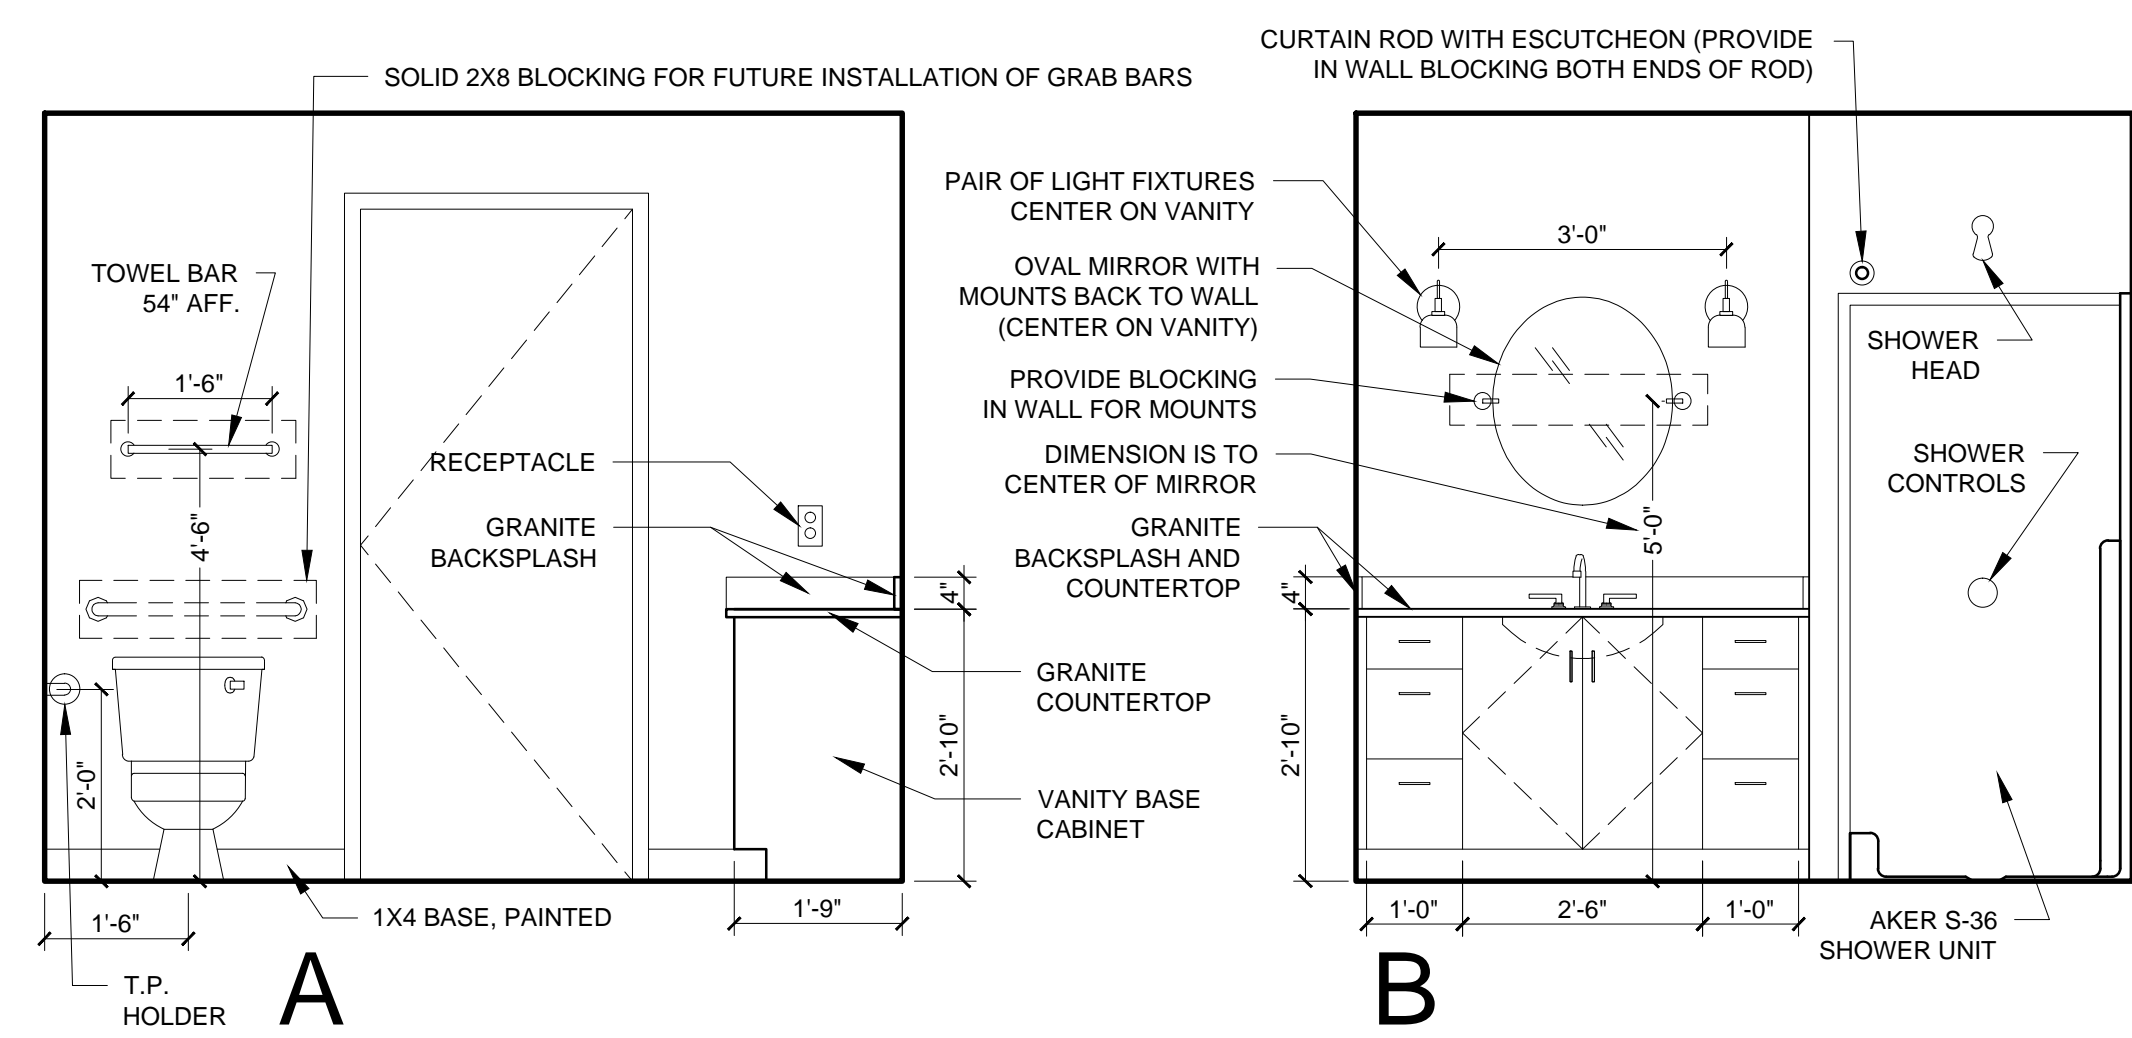 SOLID 2X8 BLOCKING FOR FUTURE INSTALLATION OF GRAB BARS
TOWEL BAR
54" AFF.
1'-6"
4'-6"
RECEPTACLE
GRANITE
BACKSPLASH
4"
2'-10"
GRANITE
COUNTERTOP
VANITY BASE
CABINET
2'-0"
1'-6"
1X4 BASE, PAINTED
1'-9"
T.P.
HOLDER
A
CURTAIN ROD WITH ESCUTCHEON (PROVIDE
IN WALL BLOCKING BOTH ENDS OF ROD)
PAIR OF LIGHT FIXTURES
CENTER ON VANITY
3'-0"
OVAL MIRROR WITH
MOUNTS BACK TO WALL
(CENTER ON VANITY)
PROVIDE BLOCKING
IN WALL FOR MOUNTS
DIMENSION IS TO
CENTER OF MIRROR
5'-0"
GRANITE
BACKSPLASH AND
COUNTERTOP
4"
2'-10"
SHOWER
HEAD
SHOWER
CONTROLS
1'-0"
2'-6"
1'-0"
AKER S-36
SHOWER UNIT
B